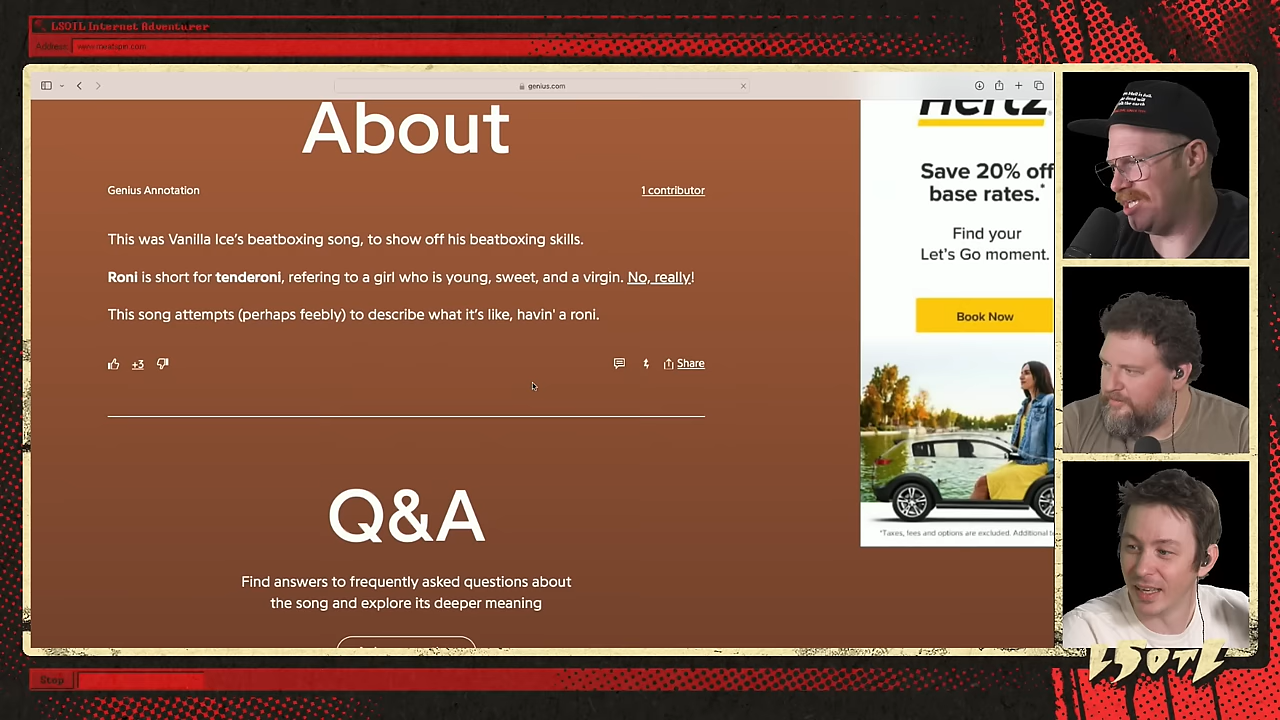 LSOTL Internet Adventurer
Address: www.meatspin.com
genius.com
About
Genius Annotation
1 contributor
This was Vanilla Ice's beatboxing song, to show off his beatboxing skills.
Roni is short for tenderoni, refering to a girl who is young, sweet, and a virgin. No, really!
This song attempts (perhaps feebly) to describe what it's like, havin' a roni.
+3
Share
Q&A
Find answers to frequently asked questions about
the song and explore its deeper meaning
Hertz
Save 20% off
base rates.*
Find your
Let's Go moment.
Book Now
*Taxes, fees and options are excluded. Additional
LSOTL
Stop